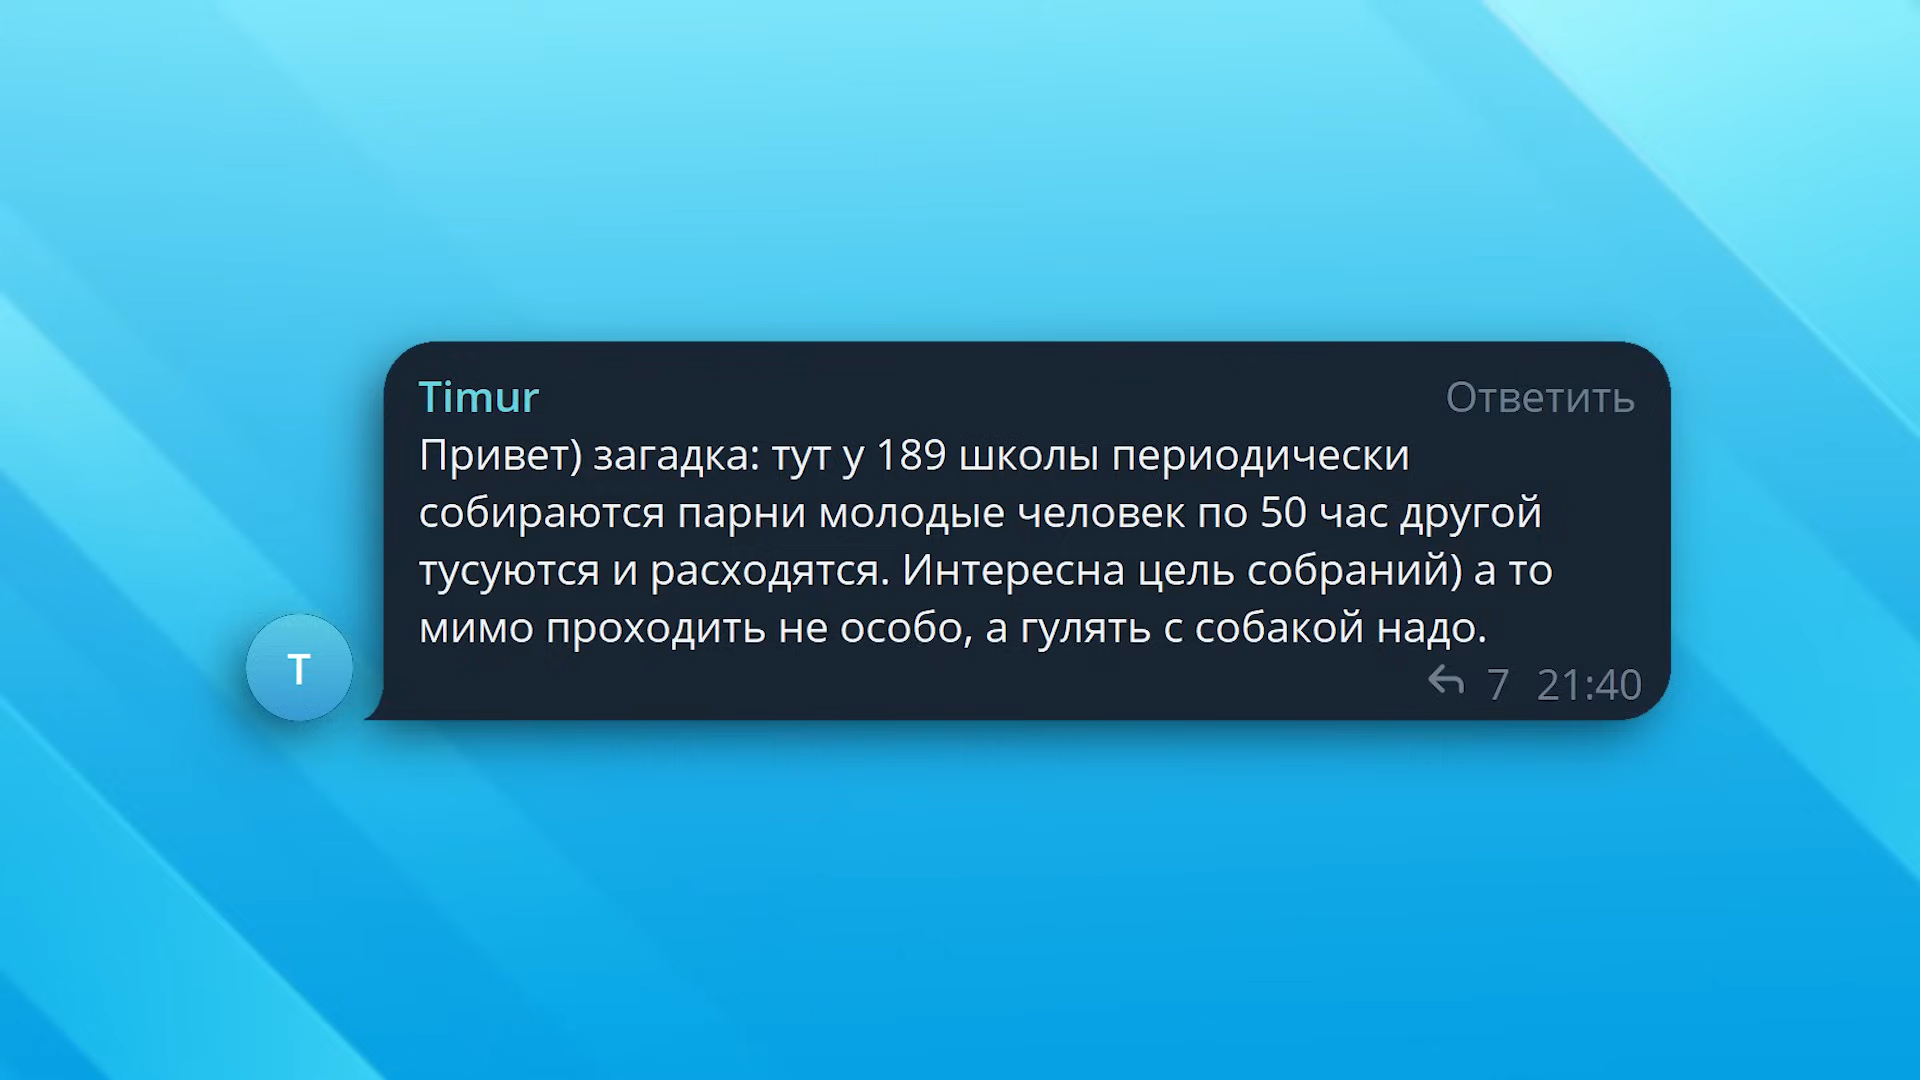 Timur Ответить
Привет) загадка: тут у 189 школы периодически
собираются парни молодые человек по 50 час другой
тусуются и расходятся. Интересна цель собраний) а то
мимо проходить не особо, а гулять с собакой надо.
7 21:40
T